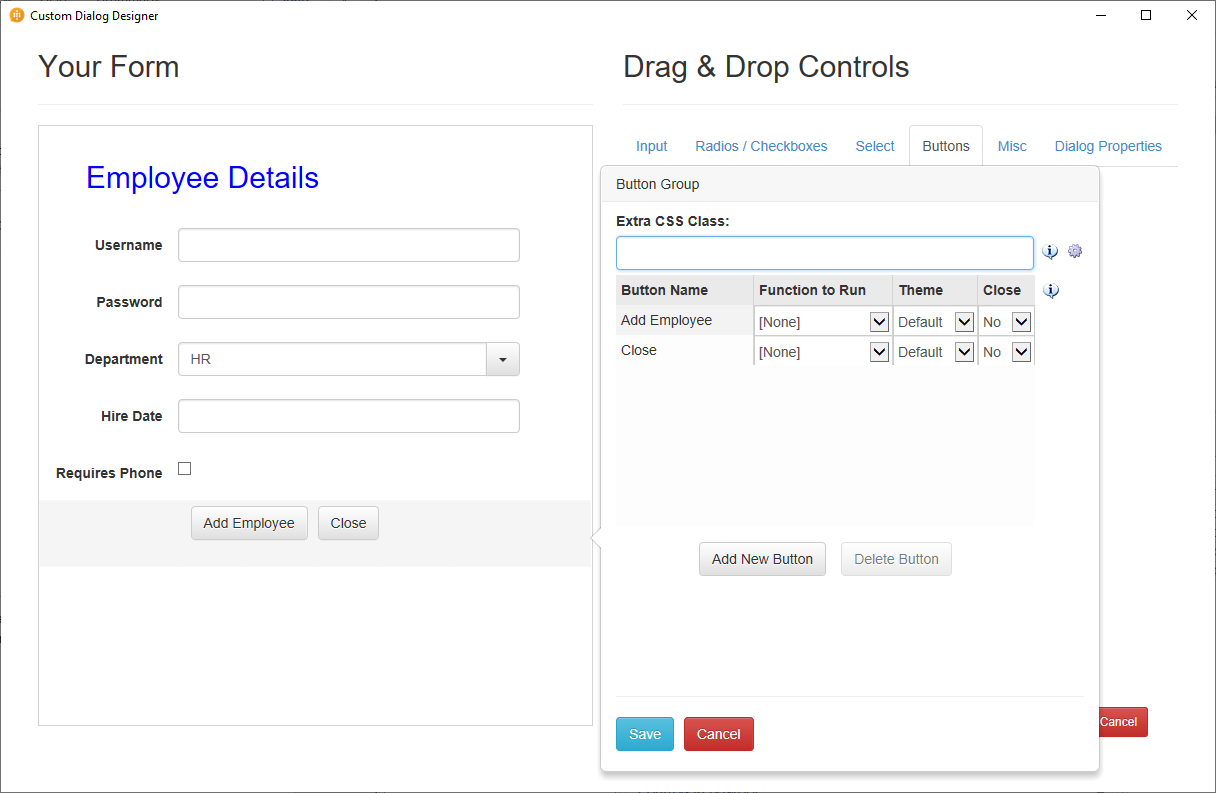 Custom Dialog Designer
Your Form
Drag & Drop Controls
Input Radios / Checkboxes Select Buttons Misc Dialog Properties
Employee Details
Username
Password
Department HR
Hire Date
Requires Phone
Add Employee Close
Button Group
Extra CSS Class:
Button Name Function to Run Theme Close
Add Employee [None] Default No
Close [None] Default No
Add New Button Delete Button
Save Cancel
Cancel